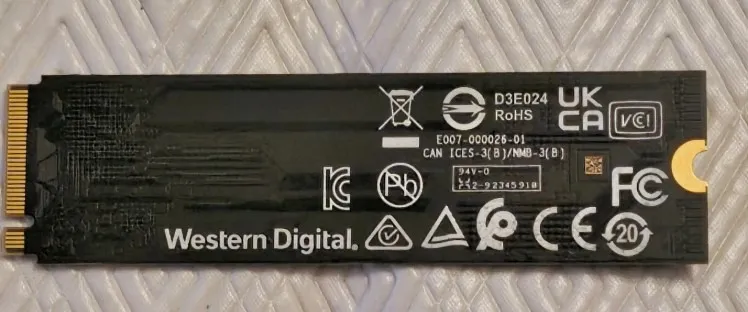 D3E024
RoHS
UK
CA
VCI
E007-000026-01
CAN ICES-3(B)/NMB-3(B)
94V-0
Pb
FC
Western Digital.
CE
20